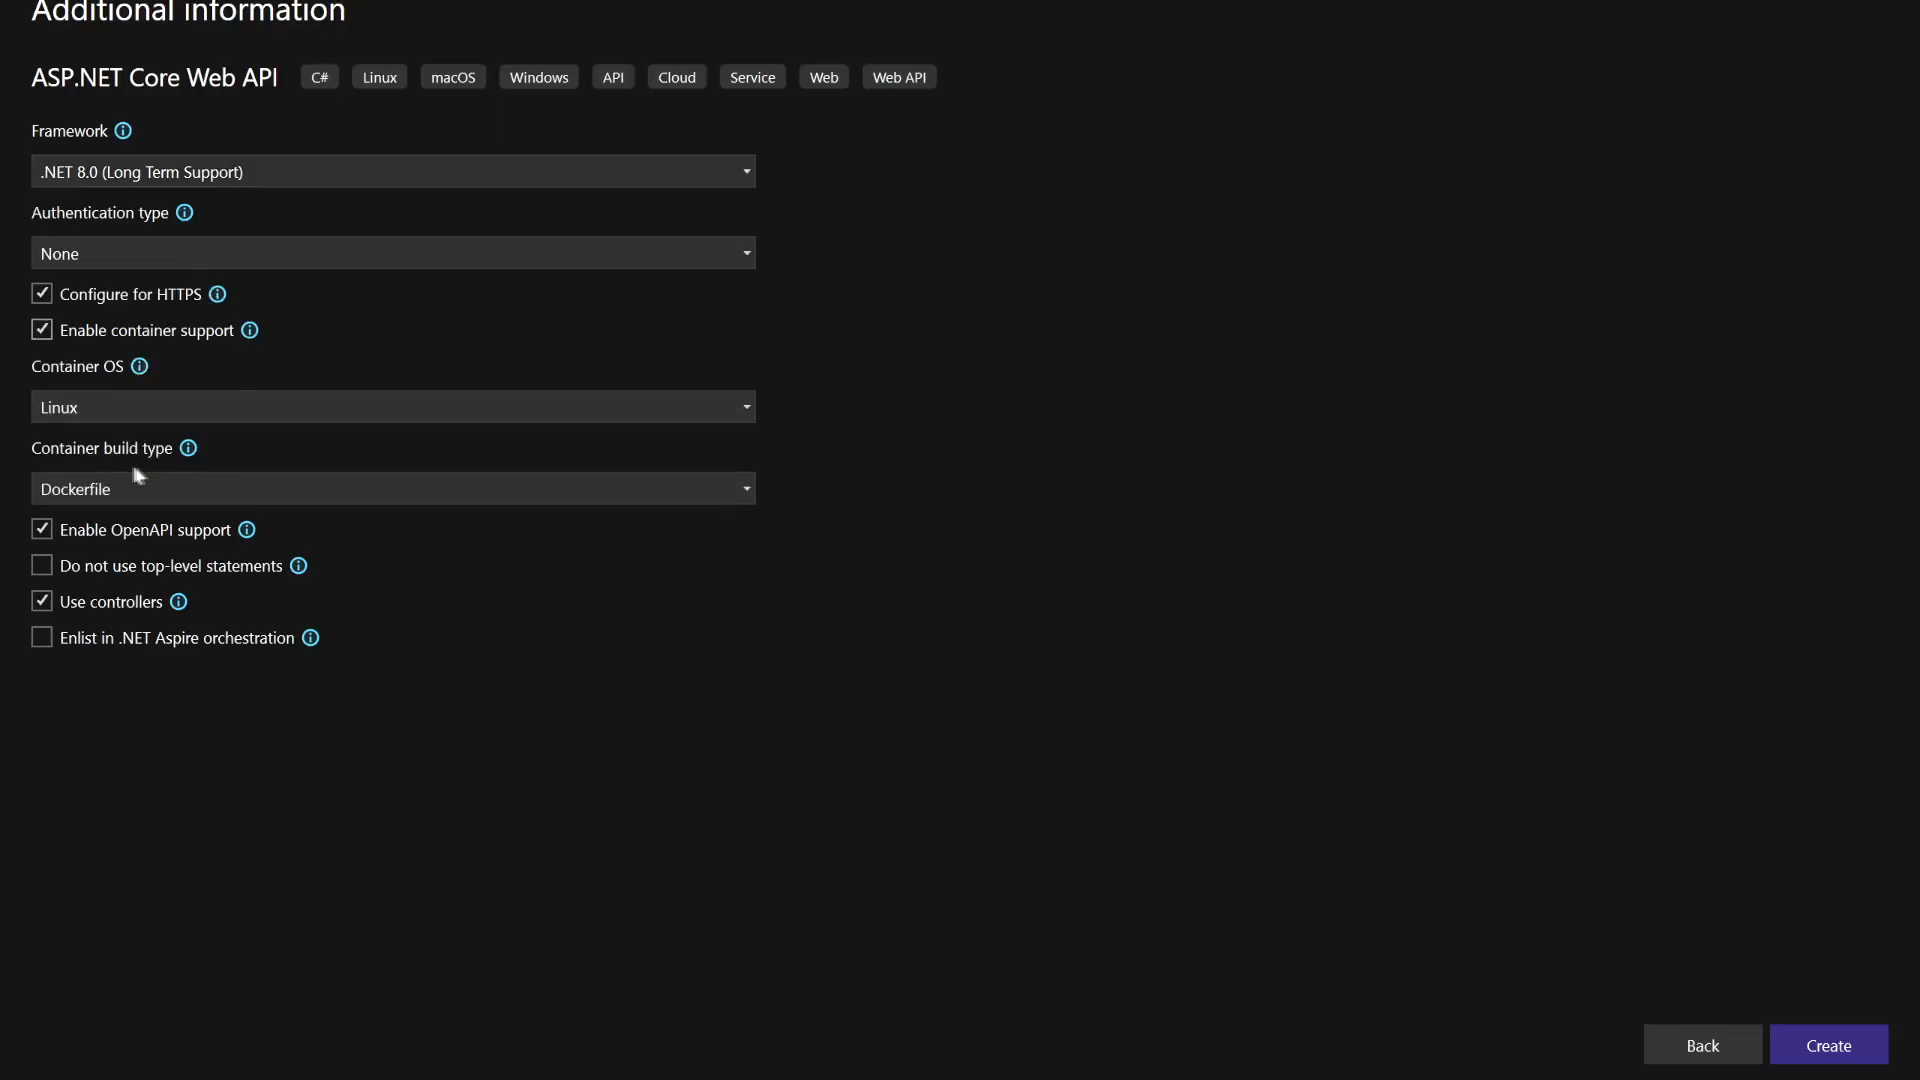 Additional information
ASP.NET Core Web API C# Linux macOS Windows API Cloud Service Web Web API
Framework
.NET 8.0 (Long Term Support)
Authentication type
None
Configure for HTTPS
Enable container support
Container OS
Linux
Container build type
Dockerfile
Enable OpenAPI support
Do not use top-level statements
Use controllers
Enlist in .NET Aspire orchestration
Back Create